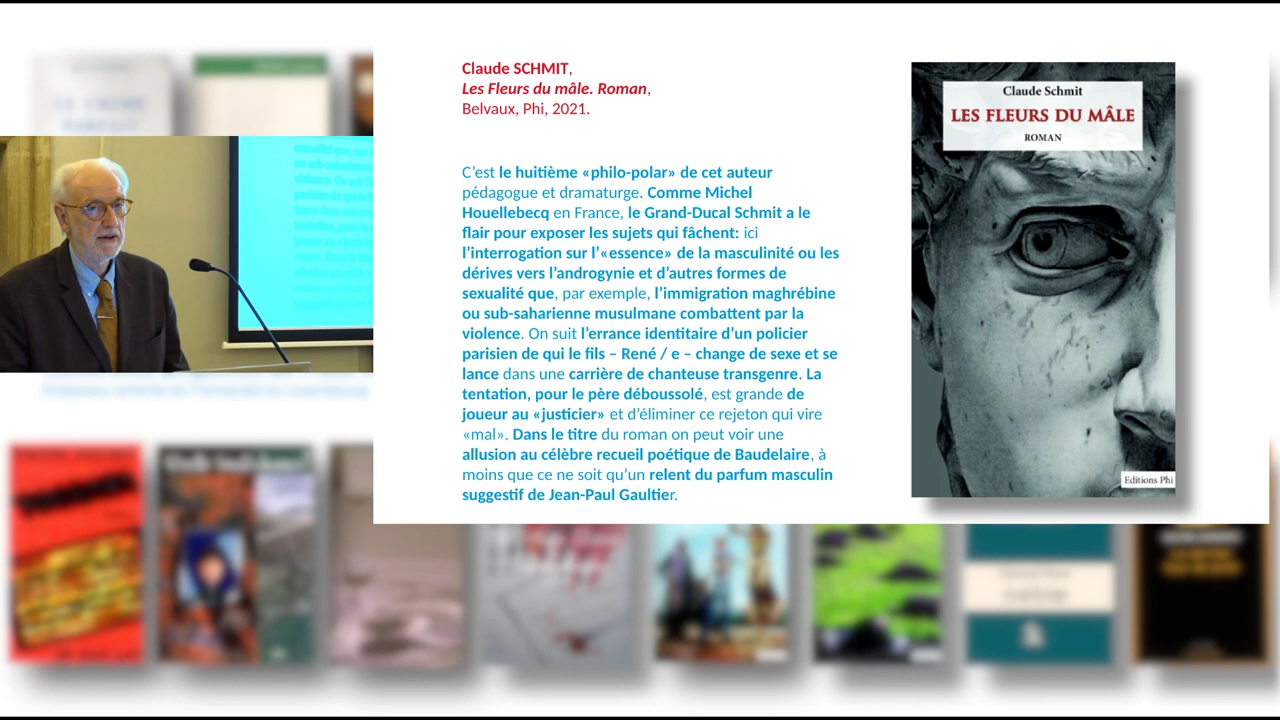 Claude SCHMIT,
Les Fleurs du mâle. Roman,
Belvaux, Phi, 2021.
C’est le huitième «philo-polar» de cet auteur
pédagogue et dramaturge. Comme Michel
Houellebecq en France, le Grand-Ducal Schmit a le
flair pour exposer les sujets qui fâchent: ici
l’interrogation sur l’«essence» de la masculinité ou les
dérives vers l’androgynie et d’autres formes de
sexualité que, par exemple, l’immigration maghrébine
ou sub-saharienne musulmane combattent par la
violence. On suit l’errance identitaire d’un policier
parisien de qui le fils – René / e – change de sexe et se
lance dans une carrière de chanteuse transgenre. La
tentation, pour le père déboussolé, est grande de
joueur au «justicier» et d’éliminer ce rejeton qui vire
«mal». Dans le titre du roman on peut voir une
allusion au célèbre recueil poétique de Baudelaire, à
moins que ce ne soit qu’un relent du parfum masculin
suggestif de Jean-Paul Gaultier.
Claude Schmit
LES FLEURS DU MÂLE
ROMAN
Editions Phi